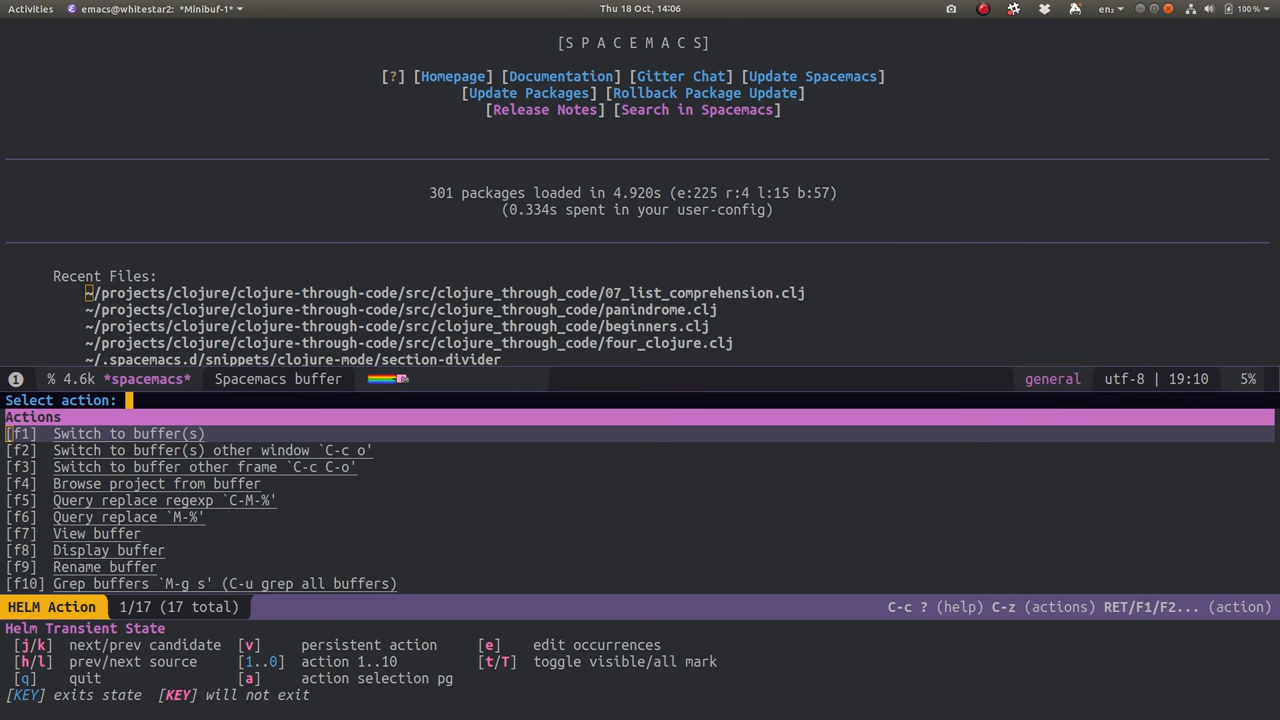 Activities emacs@whitestar2: *Minibuf-1* Thu 18 Oct, 14:06 en₂ 100%
[S P A C E M A C S]
[?] [Homepage] [Documentation] [Gitter Chat] [Update Spacemacs]
[Update Packages] [Rollback Package Update]
[Release Notes] [Search in Spacemacs]
301 packages loaded in 4.920s (e:225 r:4 l:15 b:57)
(0.334s spent in your user-config)
Recent Files:
~/projects/clojure/clojure-through-code/src/clojure_through_code/07_list_comprehension.clj
~/projects/clojure/clojure-through-code/src/clojure_through_code/panindrome.clj
~/projects/clojure/clojure-through-code/src/clojure_through_code/beginners.clj
~/projects/clojure/clojure-through-code/src/clojure_through_code/four_clojure.clj
~/.spacemacs.d/snippets/clojure-mode/section-divider
1 % 4.6k *spacemacs* Spacemacs buffer general utf-8 | 19:10 5%
Select action:
Actions
[f1] Switch to buffer(s)
[f2] Switch to buffer(s) other window `C-c o'
[f3] Switch to buffer other frame `C-c C-o'
[f4] Browse project from buffer
[f5] Query replace regexp `C-M-%'
[f6] Query replace `M-%'
[f7] View buffer
[f8] Display buffer
[f9] Rename buffer
[f10] Grep buffers `M-g s' (C-u grep all buffers)
HELM Action 1/17 (17 total) C-c ? (help) C-z (actions) RET/F1/F2... (action)
Helm Transient State
[j/k] next/prev candidate [v] persistent action [e] edit occurrences
[h/l] prev/next source [1..0] action 1..10 [t/T] toggle visible/all mark
[q] quit [a] action selection pg
[KEY] exits state [KEY] will not exit